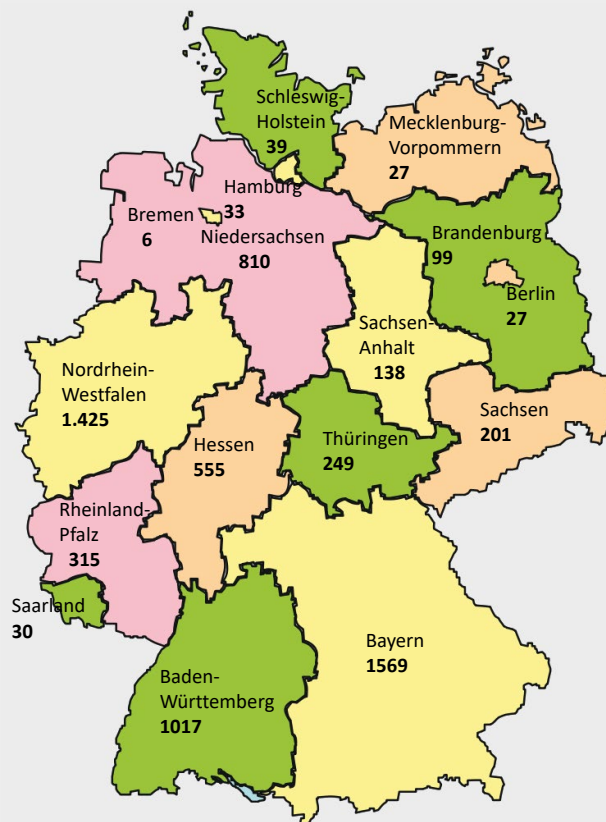 Schleswig-
Holstein
39
Mecklenburg-
Vorpommern
27
Hamburg
33
Bremen
6
Niedersachsen
810
Brandenburg
99
Berlin
27
Sachsen-
Anhalt
138
Nordrhein-
Westfalen
1.425
Hessen
555
Thüringen
249
Sachsen
201
Rheinland-
Pfalz
315
Saarland
30
Bayern
1569
Baden-
Württemberg
1017